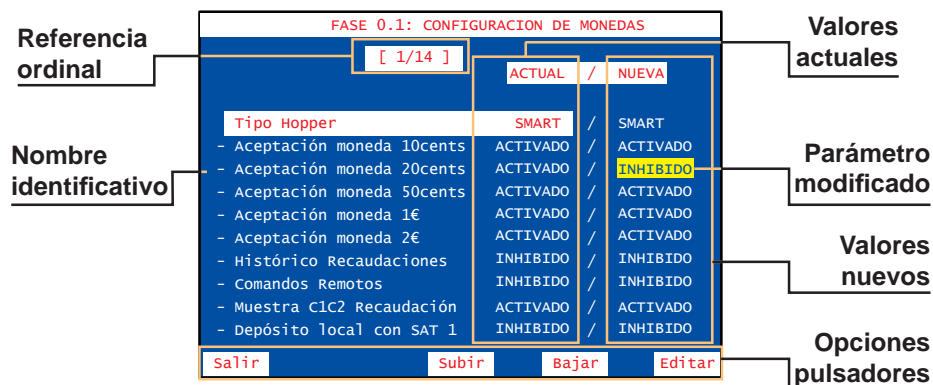 FASE 0.1: CONFIGURACION DE MONEDAS
[ 1/14 ]
ACTUAL / NUEVA
Tipo Hopper SMART / SMART
- Aceptación moneda 10cents ACTIVADO / ACTIVADO
- Aceptación moneda 20cents ACTIVADO / INHIBIDO
- Aceptación moneda 50cents ACTIVADO / ACTIVADO
- Aceptación moneda 1€ ACTIVADO / ACTIVADO
- Aceptación moneda 2€ ACTIVADO / ACTIVADO
- Histórico Recaudaciones INHIBIDO / INHIBIDO
- Comandos Remotos INHIBIDO / INHIBIDO
- Muestra C1C2 Recaudación ACTIVADO / ACTIVADO
- Depósito local con SAT 1 INHIBIDO / INHIBIDO
Salir Subir Bajar Editar
Referencia
ordinal
Nombre
identificativo
Valores
actuales
Parámetro
modificado
Valores
nuevos
Opciones
pulsadores